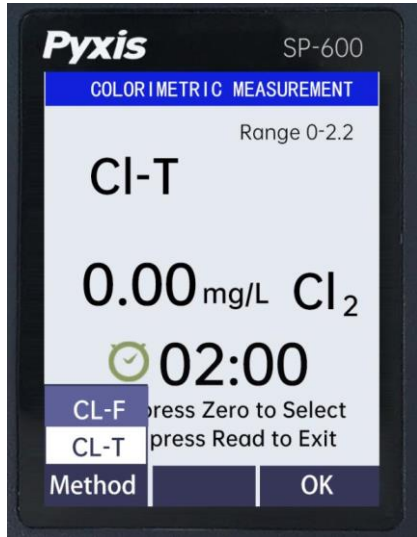 Pyxis SP-600
COLORIMETRIC MEASUREMENT
Range 0-2.2
Cl-T
0.00 mg/L Cl2
02:00
CL-F press Zero to Select
CL-T press Read to Exit
Method OK